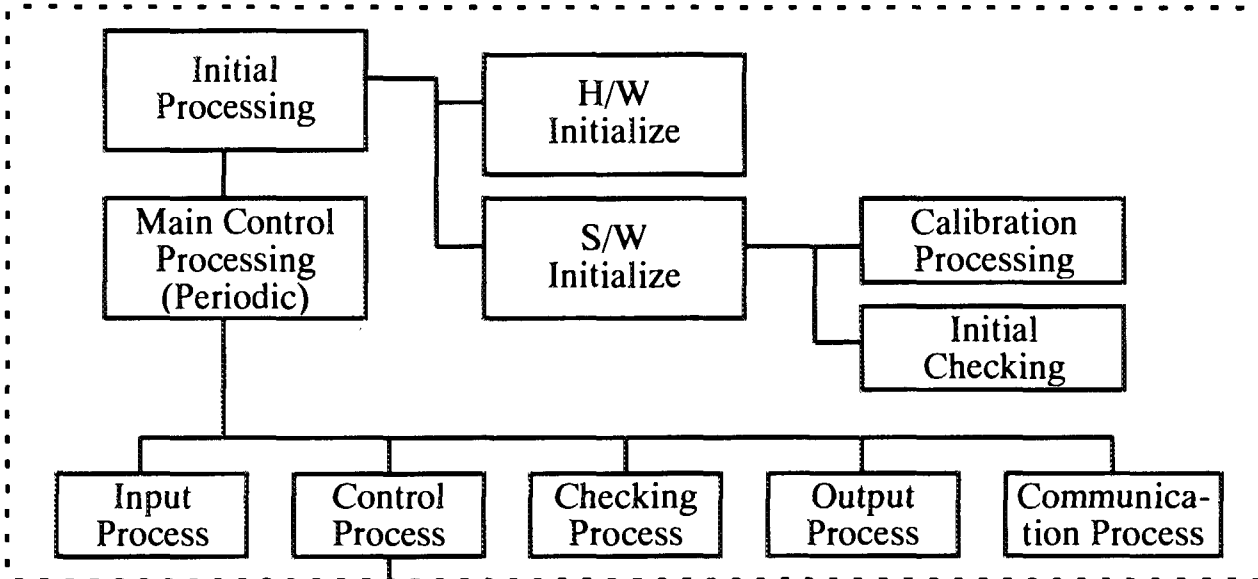 Initial
Processing
H/W
Initialize
Main Control
Processing
(Periodic)
S/W
Initialize
Calibration
Processing
Initial
Checking
Input
Process
Control
Process
Checking
Process
Output
Process
Communica-
tion Process